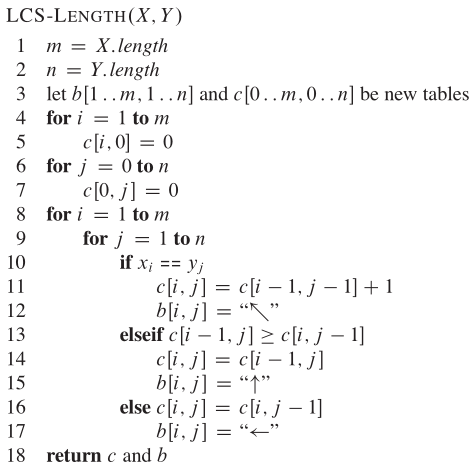 LCS-LENGTH(X, Y)
1 m = X.length
2 n = Y.length
3 let b[1..m, 1..n] and c[0..m, 0..n] be new tables
4 for i = 1 to m
5 c[i, 0] = 0
6 for j = 0 to n
7 c[0, j] = 0
8 for i = 1 to m
9 for j = 1 to n
10 if xᵢ == yⱼ
11 c[i, j] = c[i − 1, j − 1] + 1
12 b[i, j] = “↖”
13 elseif c[i − 1, j] ≥ c[i, j − 1]
14 c[i, j] = c[i − 1, j]
15 b[i, j] = “↑”
16 else c[i, j] = c[i, j − 1]
17 b[i, j] = “←”
18 return c and b